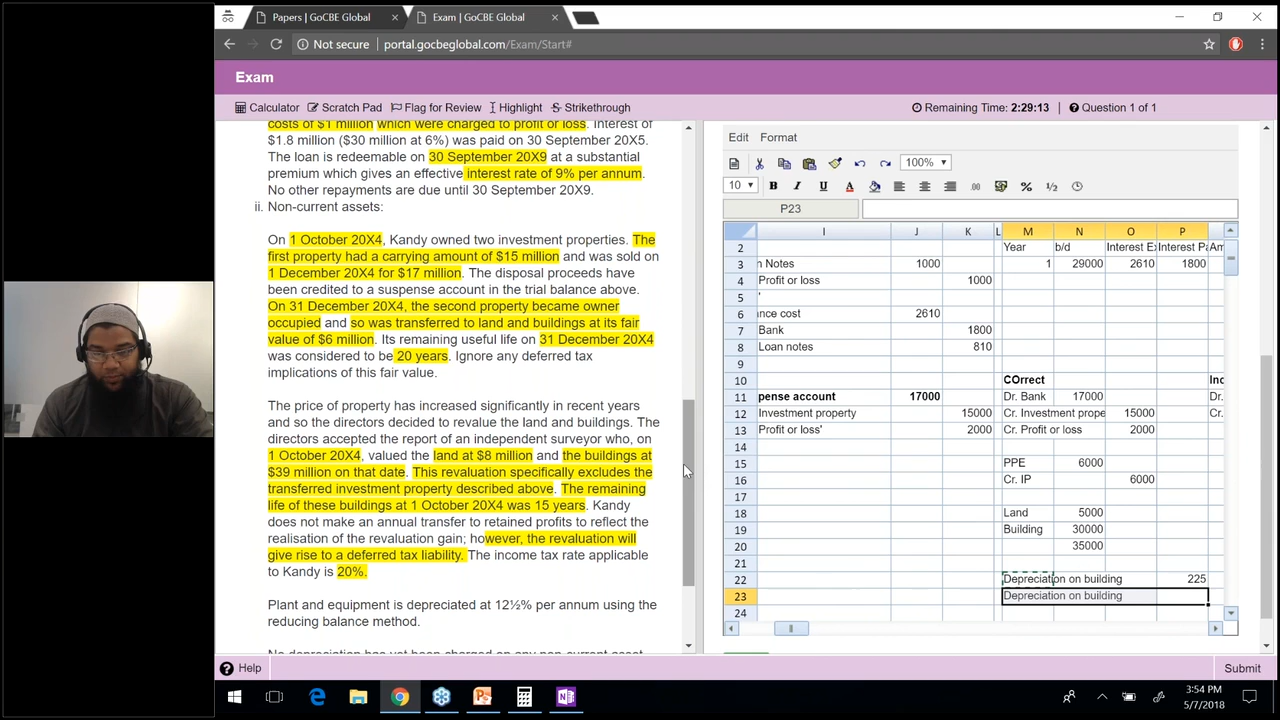 Papers | GoCBE Global
Exam | GoCBE Global
Not secure
portal.gocbeglobal.com/Exam/Start#
Exam
Calculator
Scratch Pad
Flag for Review
Highlight
Strikethrough
Remaining Time: 2:29:13
Question 1 of 1
costs of $1 million which were charged to profit or loss. Interest of
$1.8 million ($30 million at 6%) was paid on 30 September 20X5.
The loan is redeemable on 30 September 20X9 at a substantial
premium which gives an effective interest rate of 9% per annum.
No other repayments are due until 30 September 20X9.
ii. Non-current assets:
On 1 October 20X4, Kandy owned two investment properties. The
first property had a carrying amount of $15 million and was sold on
1 December 20X4 for $17 million. The disposal proceeds have
been credited to a suspense account in the trial balance above.
On 31 December 20X4, the second property became owner
occupied and so was transferred to land and buildings at its fair
value of $6 million. Its remaining useful life on 31 December 20X4
was considered to be 20 years. Ignore any deferred tax
implications of this fair value.
The price of property has increased significantly in recent years
and so the directors decided to revalue the land and buildings. The
directors accepted the report of an independent surveyor who, on
1 October 20X4, valued the land at $8 million and the buildings at
$39 million on that date. This revaluation specifically excludes the
transferred investment property described above. The remaining
life of these buildings at 1 October 20X4 was 15 years. Kandy
does not make an annual transfer to retained profits to reflect the
realisation of the revaluation gain; however, the revaluation will
give rise to a deferred tax liability. The income tax rate applicable
to Kandy is 20%.
Plant and equipment is depreciated at 12½% per annum using the
reducing balance method.
No depreciation has yet been charged on any non-current asset
Edit Format
100%
10 B I U A % ½
P23
I J K L M N O P
2 Year b/d Interest E Interest Pa Am
3 n Notes 1000 1 29000 2610 1800
4 Profit or loss 1000
5 '
6 nce cost 2610
7 Bank 1800
8 Loan notes 810
9
10 COrrect Inc
11 pense account 17000 Dr. Bank 17000 Dr.
12 Investment property 15000 Cr. Investment prope 15000 Cr.
13 Profit or loss' 2000 Cr. Profit or loss 2000
14
15 PPE 6000
16 Cr. IP 6000
17
18 Land 5000
19 Building 30000
20 35000
21
22 Depreciation on building 225
23 Depreciation on building
24
Help
Submit
3:54 PM
5/7/2018